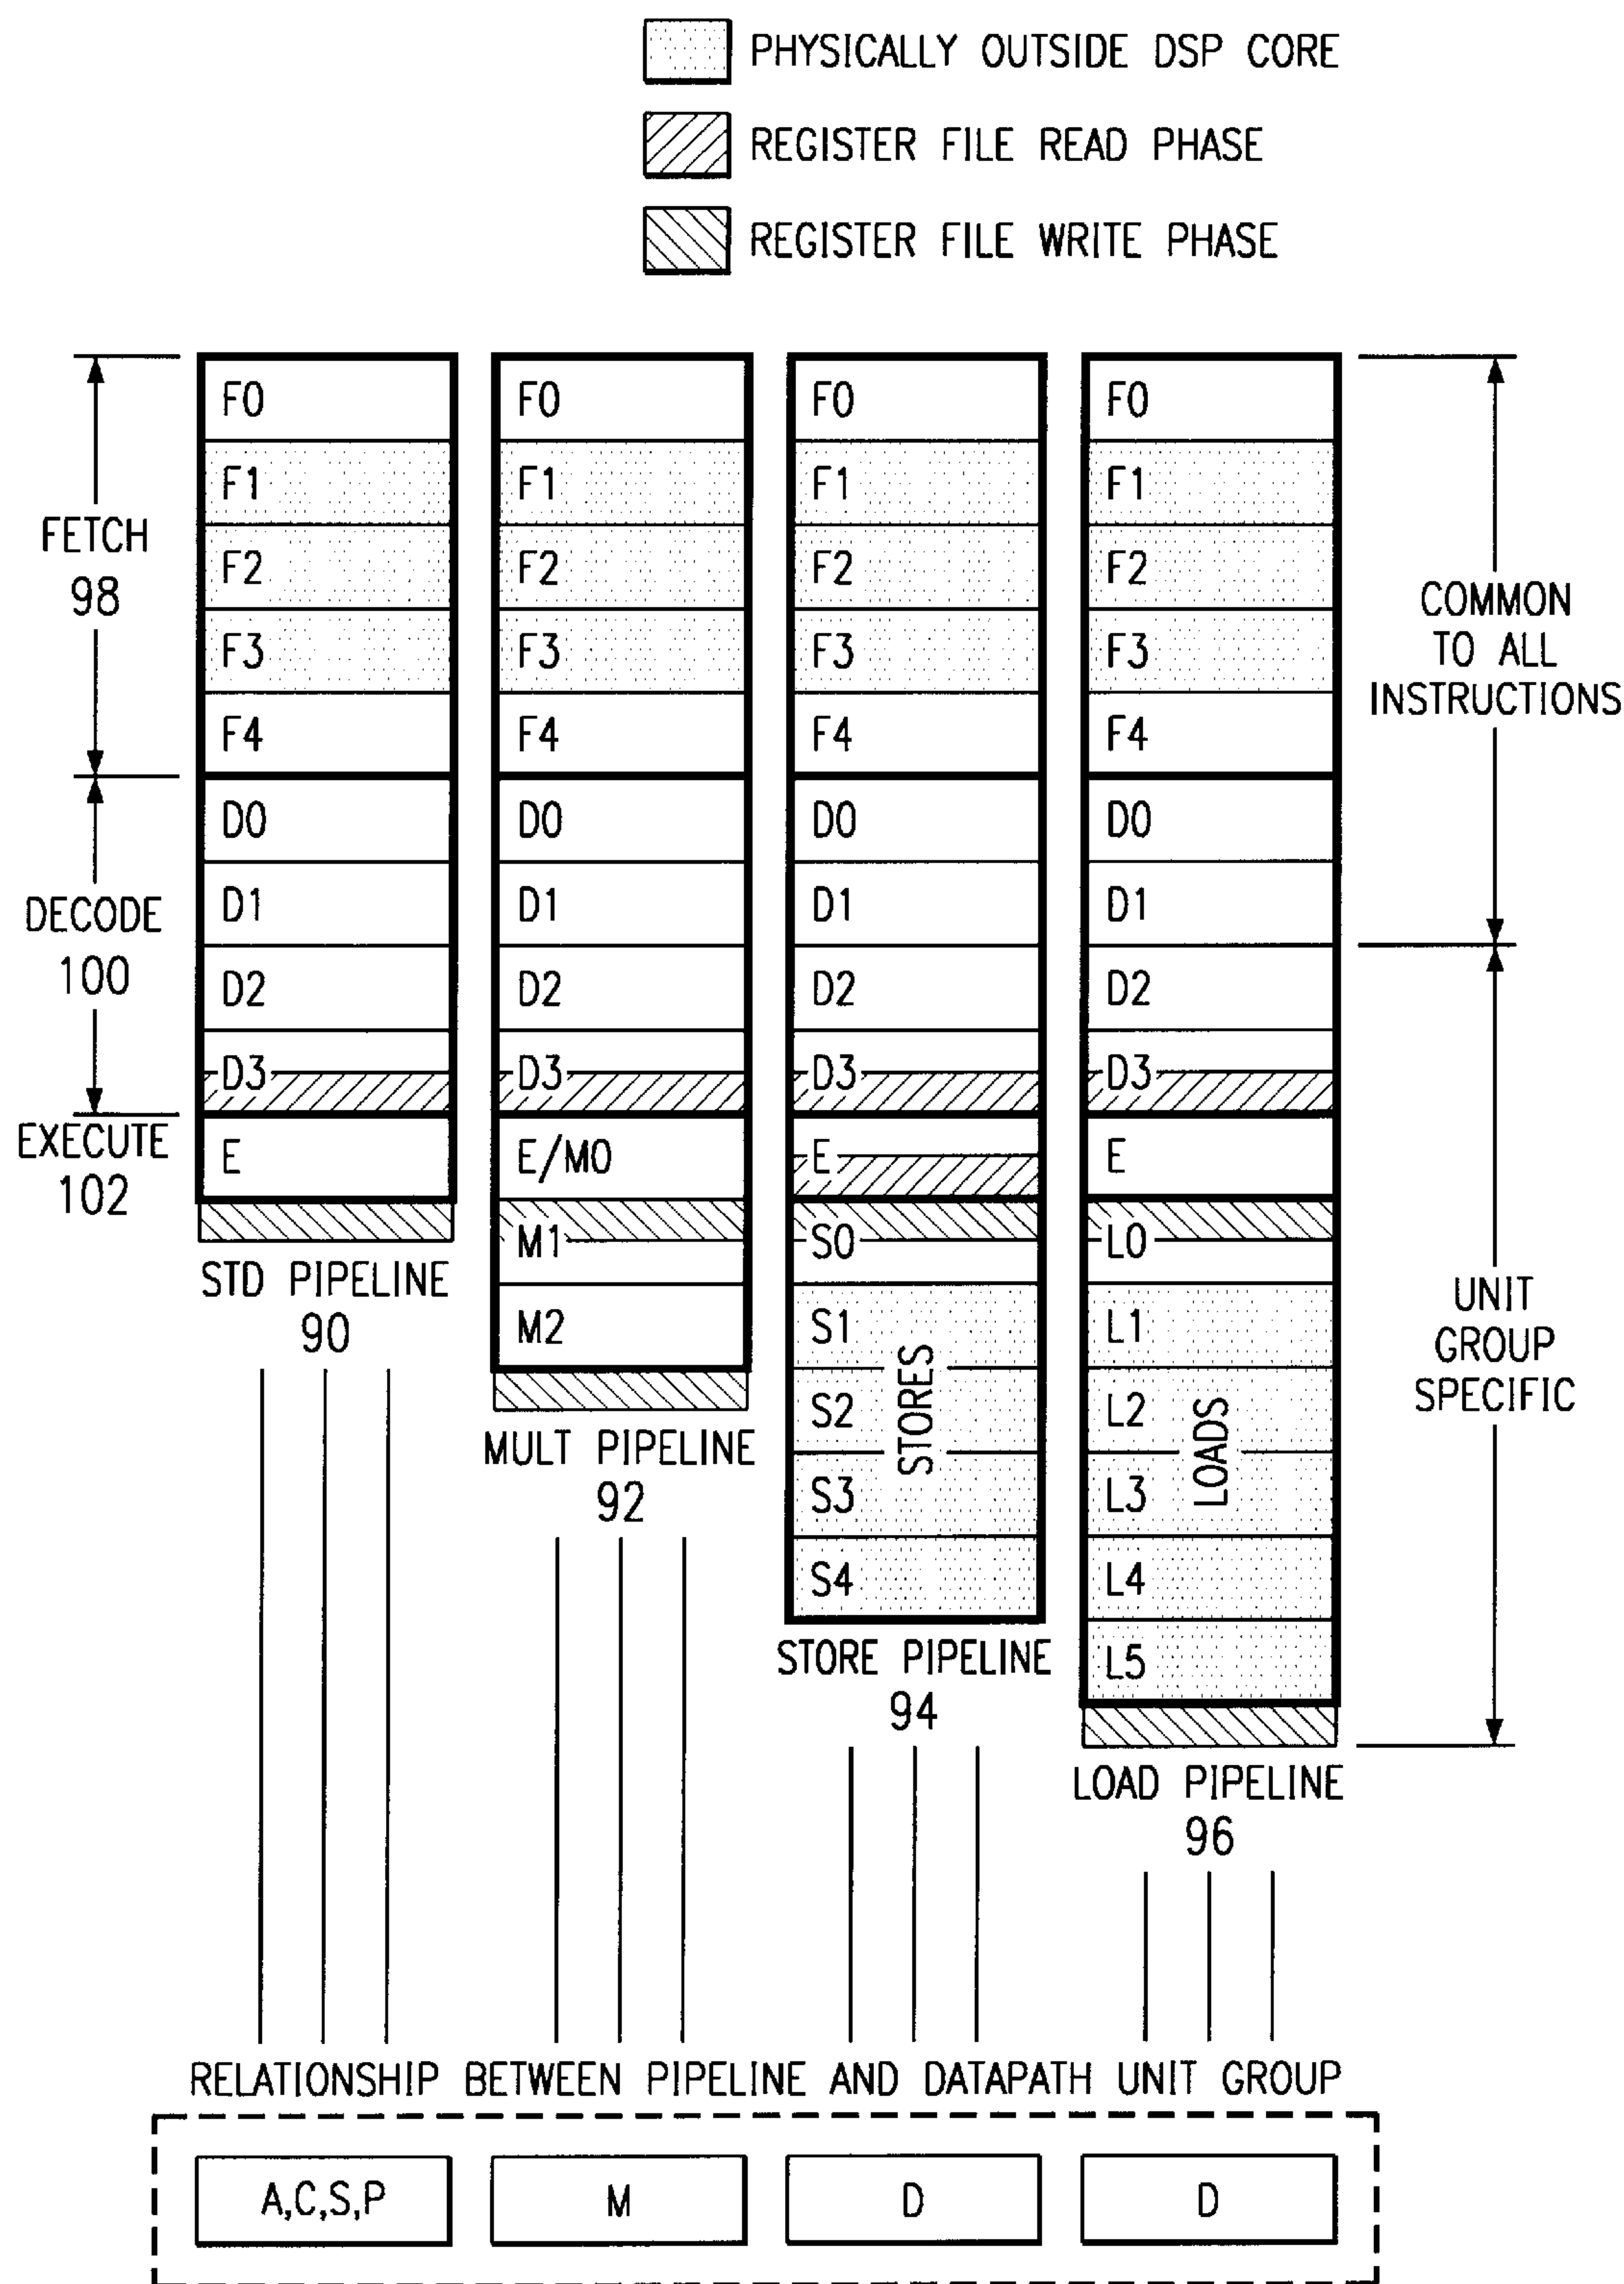 PHYSICALLY OUTSIDE DSP CORE
REGISTER FILE READ PHASE
REGISTER FILE WRITE PHASE
FETCH
98
DECODE
100
EXECUTE
102
F0
F1
F2
F3
F4
D0
D1
D2
D3
E
STD PIPELINE
90
F0
F1
F2
F3
F4
D0
D1
D2
D3
E/M0
M1
M2
MULT PIPELINE
92
F0
F1
F2
F3
F4
D0
D1
D2
D3
E
S0
S1
S2
S3
S4
STORES
STORE PIPELINE
94
F0
F1
F2
F3
F4
D0
D1
D2
D3
E
L0
L1
L2
L3
L4
L5
LOADS
LOAD PIPELINE
96
COMMON
TO ALL
INSTRUCTIONS
UNIT
GROUP
SPECIFIC
RELATIONSHIP BETWEEN PIPELINE AND DATAPATH UNIT GROUP
A,C,S,P
M
D
D